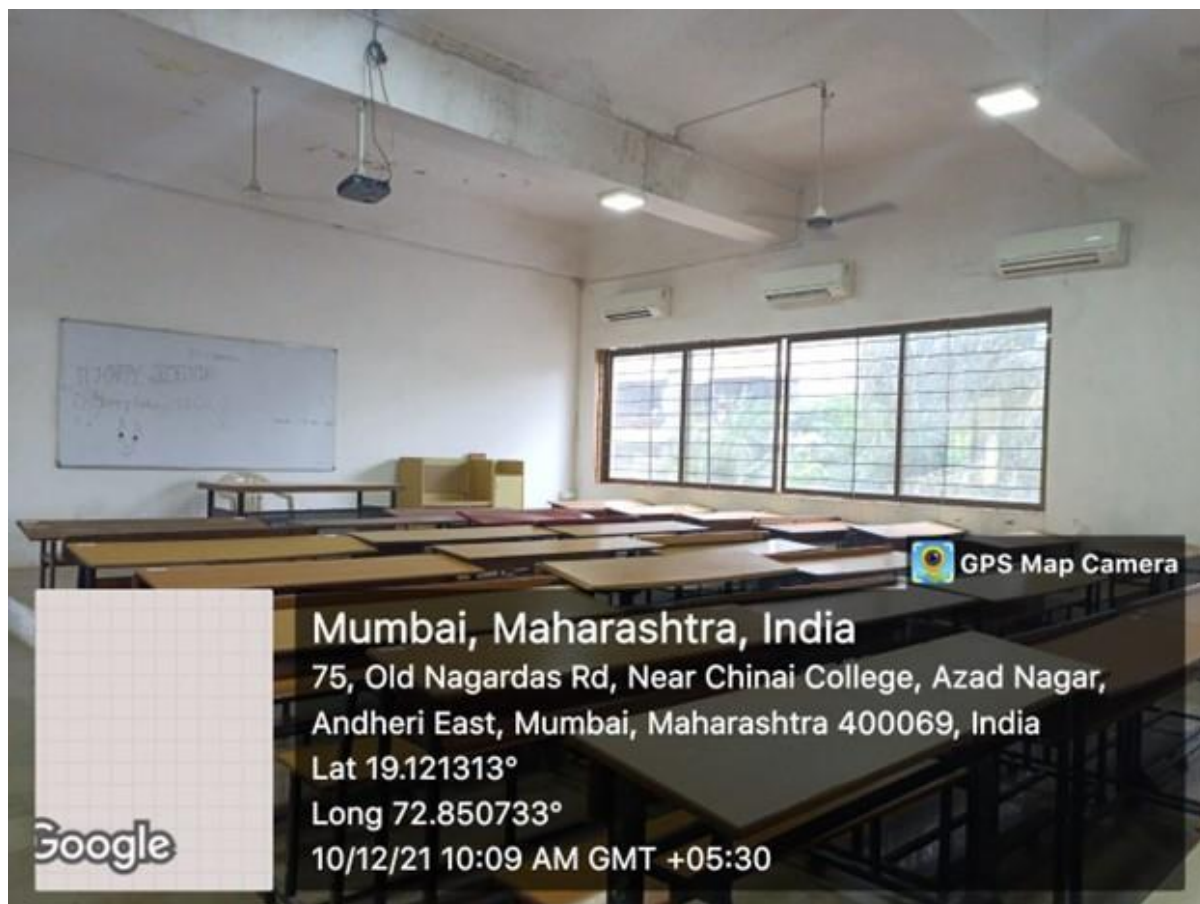 GPS Map Camera
Mumbai, Maharashtra, India
75, Old Nagardas Rd, Near Chinai College, Azad Nagar,
Andheri East, Mumbai, Maharashtra 400069, India
Lat 19.121313°
Long 72.850733°
10/12/21 10:09 AM GMT +05:30
Google